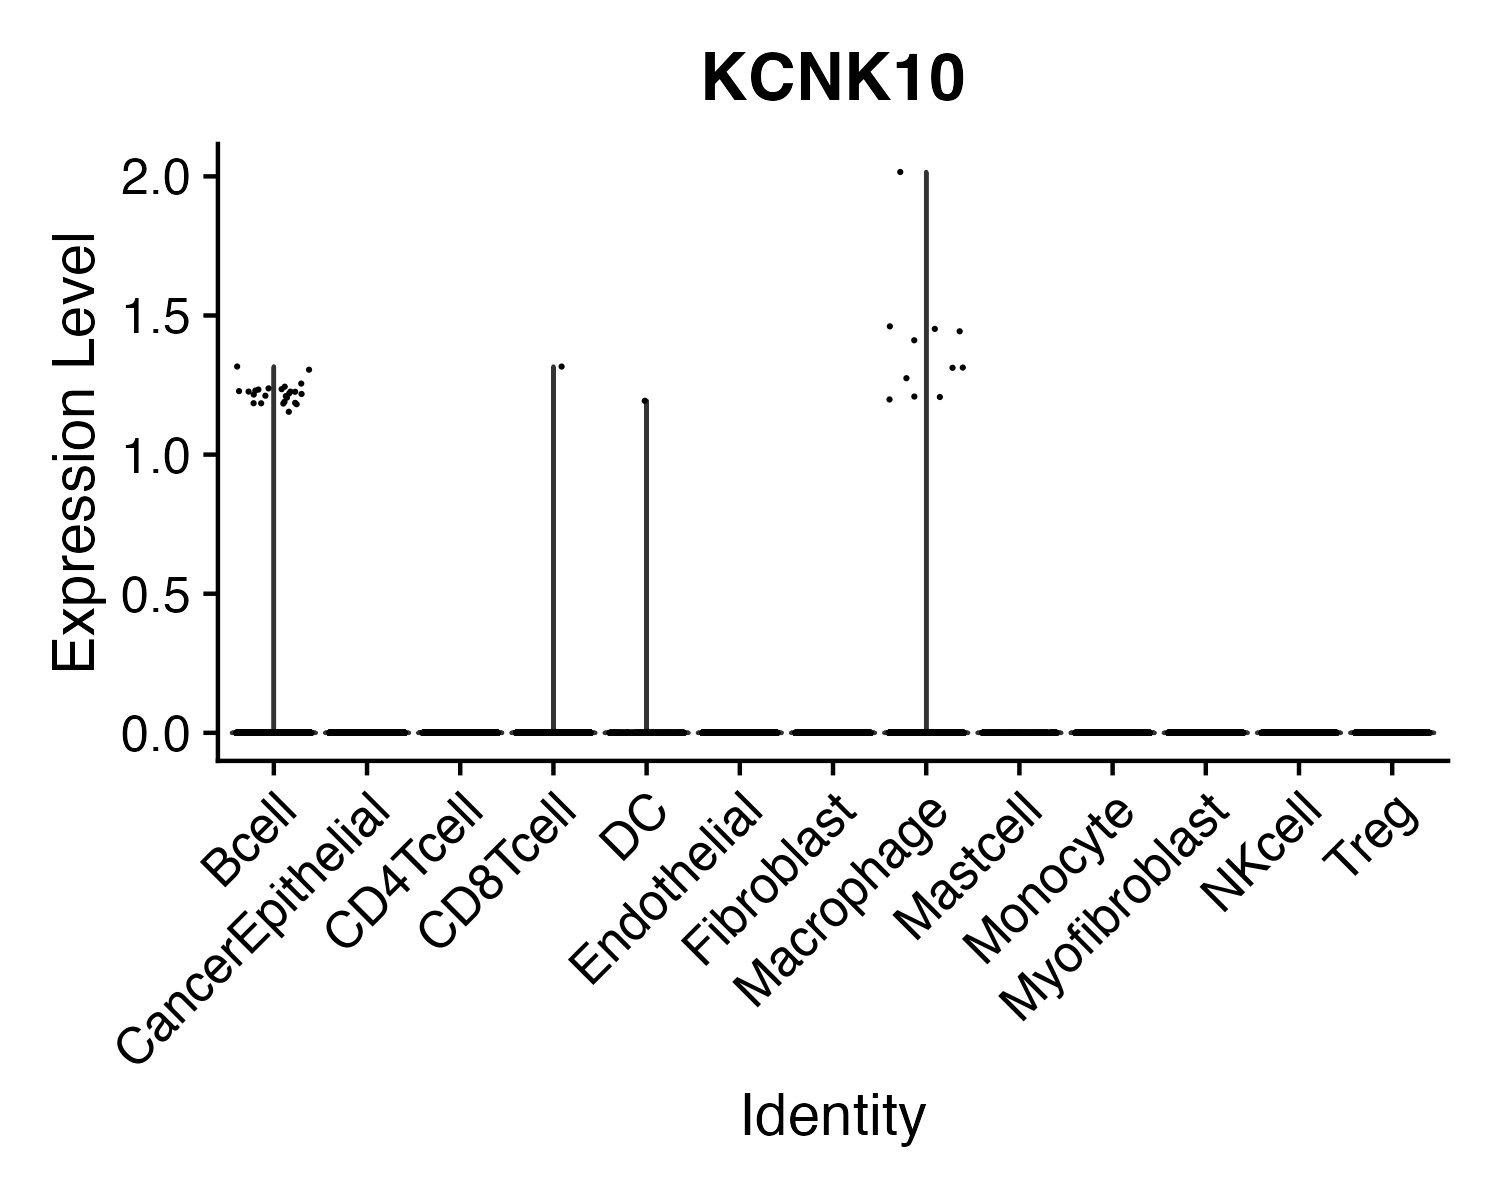 KCNK10
Expression Level
2.0
1.5
1.0
0.5
0.0
Bcell
CancerEpithelial
CD4Tcell
CD8Tcell
DC
Endothelial
Fibroblast
Macrophage
Mastcell
Monocyte
Myofibroblast
NKcell
Treg
Identity